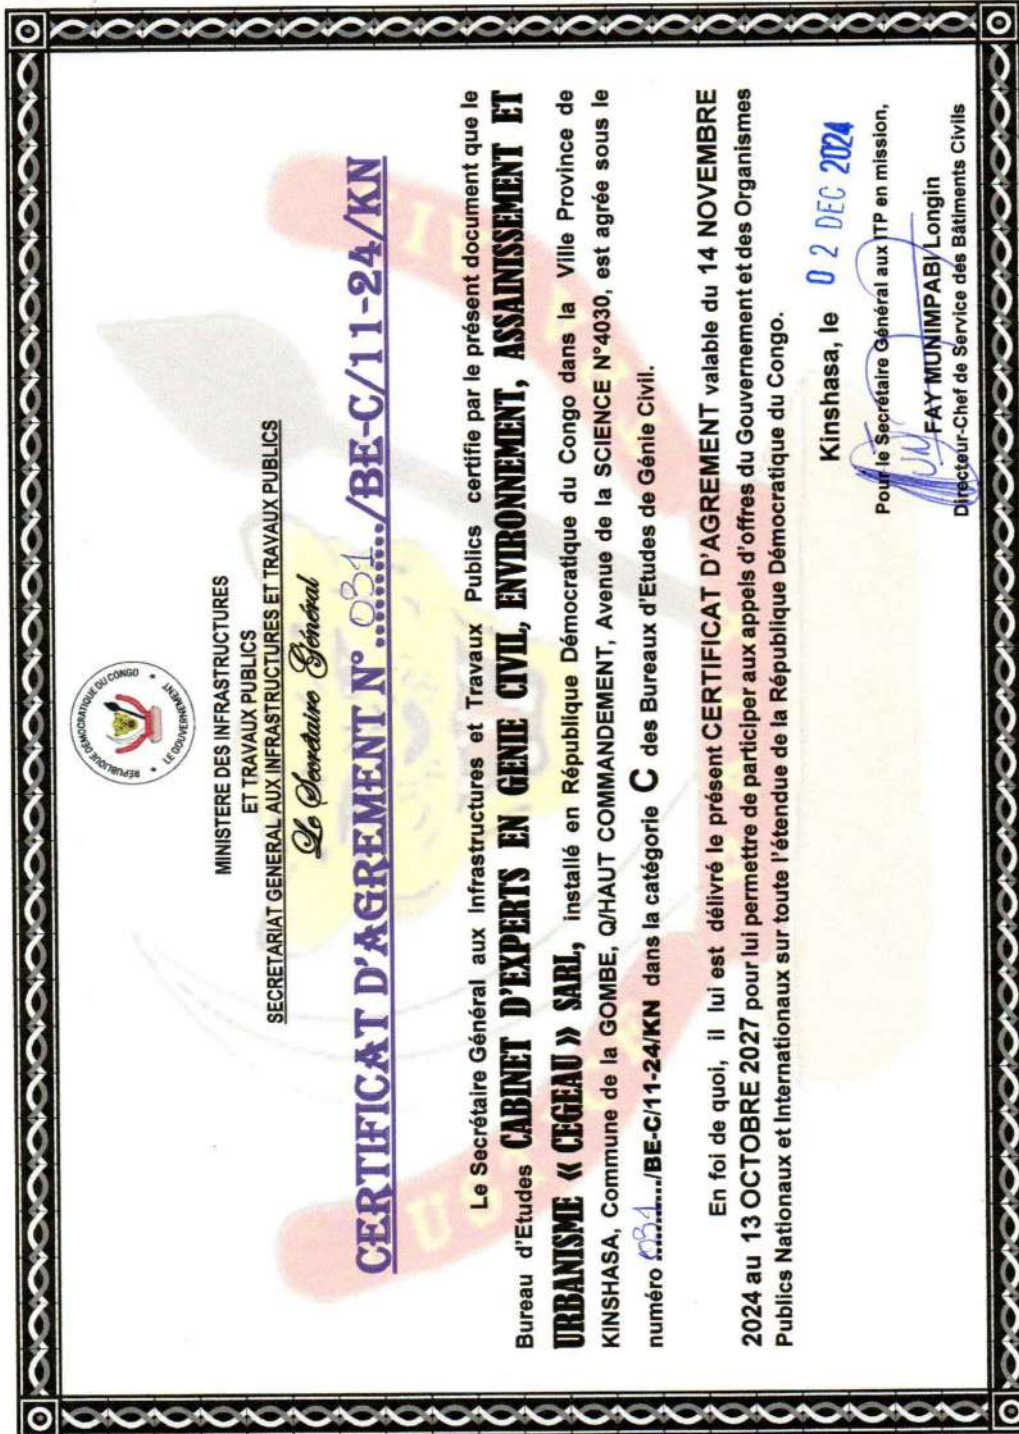 REPUBLIQUE DEMOCRATIQUE DU CONGO
LE GOUVERNEMENT
MINISTERE DES INFRASTRUCTURES
ET TRAVAUX PUBLICS
SECRETARIAT GENERAL AUX INFRASTRUCTURES ET TRAVAUX PUBLICS
Le Secrétaire Général
CERTIFICAT D'AGREMENT N° 031/BE-C/11-24/KN
Le Secrétaire Général aux Infrastructures et Travaux Publics certifie par le présent document que le
Bureau d'Etudes CABINET D'EXPERTS EN GENIE CIVIL, ENVIRONNEMENT, ASSAINISSEMENT ET
URBANISME « CEGEAU » SARL, installé en République Démocratique du Congo dans la Ville Province de
KINSHASA, Commune de la GOMBE, Q/HAUT COMMANDEMENT, Avenue de la SCIENCE N°4030, est agrée sous le
numéro 031/BE-C/11-24/KN dans la catégorie C des Bureaux d'Etudes de Génie Civil.
En foi de quoi, il lui est délivré le présent CERTIFICAT D'AGREMENT valable du 14 NOVEMBRE
2024 au 13 OCTOBRE 2027 pour lui permettre de participer aux appels d'offres du Gouvernement et des Organismes
Publics Nationaux et Internationaux sur toute l'étendue de la République Démocratique du Congo.
Kinshasa, le 02 DEC 2024
Pour le Secrétaire Général aux ITP en mission,
FAY MUNIMPABI Longin
Directeur-Chef de Service des Bâtiments Civils